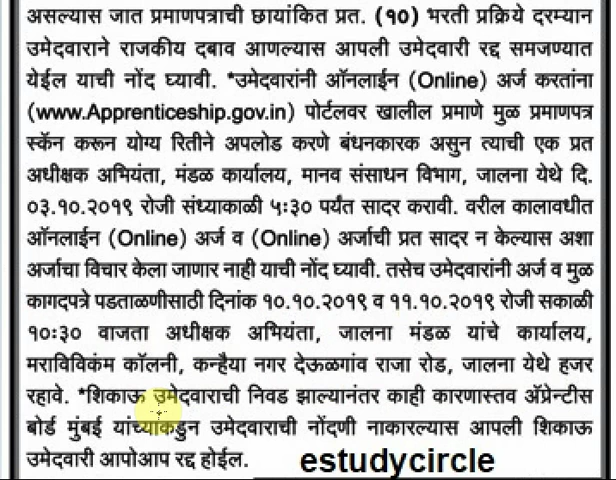 असल्यास जात प्रमाणपत्राची छायांकित प्रत. (१०) भरती प्रक्रिये दरम्यान
उमेदवाराने राजकीय दबाव आणल्यास आपली उमेदवारी रद्द समजण्यात
येईल याची नोंद घ्यावी. *उमेदवारांनी ऑनलाईन (Online) अर्ज करतांना
(www.Apprenticeship.gov.in) पोर्टलवर खालील प्रमाणे मुळ प्रमाणपत्र
स्कॅन करून योग्य रितीने अपलोड करणे बंधनकारक असुन त्याची एक प्रत
अधीक्षक अभियंता, मंडळ कार्यालय, मानव संसाधन विभाग, जालना येथे दि.
०३.१०.२०१९ रोजी संध्याकाळी ५:३० पर्यंत सादर करावी. वरील कालावधीत
ऑनलाईन (Online) अर्ज व (Online) अर्जाची प्रत सादर न केल्यास अशा
अर्जाचा विचार केला जाणार नाही याची नोंद घ्यावी. तसेच उमेदवारांनी अर्ज व मुळ
कागदपत्रे पडताळणीसाठी दिनांक १०.१०.२०१९ व ११.१०.२०१९ रोजी सकाळी
१०:३० वाजता अधीक्षक अभियंता, जालना मंडळ यांचे कार्यालय,
मराविविकंम कॉलनी, कन्हैया नगर देऊळगांव राजा रोड, जालना येथे हजर
रहावे. *शिकाऊ उमेदवाराची निवड झाल्यानंतर काही कारणास्तव ॲप्रेन्टीस
बोर्ड मुंबई यांच्याकडुन उमेदवाराची नोंदणी नाकारल्यास आपली शिकाऊ
उमेदवारी आपोआप रद्द होईल. estudycircle